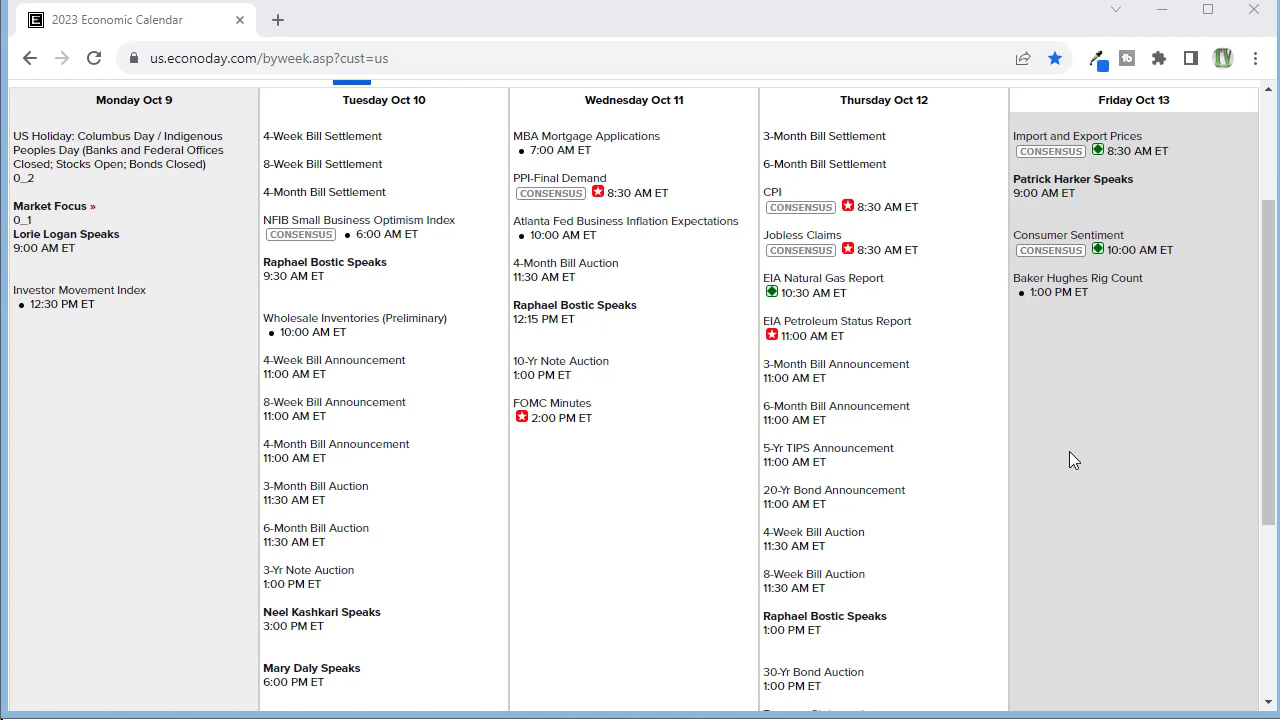 2023 Economic Calendar
us.econoday.com/byweek.asp?cust=us
Monday Oct 9
US Holiday: Columbus Day / Indigenous
Peoples Day (Banks and Federal Offices
Closed; Stocks Open; Bonds Closed)
0_2
Market Focus »
0_1
Lorie Logan Speaks
9:00 AM ET
Investor Movement Index
12:30 PM ET
Tuesday Oct 10
4-Week Bill Settlement
8-Week Bill Settlement
4-Month Bill Settlement
NFIB Small Business Optimism Index
CONSENSUS 6:00 AM ET
Raphael Bostic Speaks
9:30 AM ET
Wholesale Inventories (Preliminary)
10:00 AM ET
4-Week Bill Announcement
11:00 AM ET
8-Week Bill Announcement
11:00 AM ET
4-Month Bill Announcement
11:00 AM ET
3-Month Bill Auction
11:30 AM ET
6-Month Bill Auction
11:30 AM ET
3-Yr Note Auction
1:00 PM ET
Neel Kashkari Speaks
3:00 PM ET
Mary Daly Speaks
6:00 PM ET
Wednesday Oct 11
MBA Mortgage Applications
7:00 AM ET
PPI-Final Demand
CONSENSUS 8:30 AM ET
Atlanta Fed Business Inflation Expectations
10:00 AM ET
4-Month Bill Auction
11:30 AM ET
Raphael Bostic Speaks
12:15 PM ET
10-Yr Note Auction
1:00 PM ET
FOMC Minutes
2:00 PM ET
Thursday Oct 12
3-Month Bill Settlement
6-Month Bill Settlement
CPI
CONSENSUS 8:30 AM ET
Jobless Claims
CONSENSUS 8:30 AM ET
EIA Natural Gas Report
10:30 AM ET
EIA Petroleum Status Report
11:00 AM ET
3-Month Bill Announcement
11:00 AM ET
6-Month Bill Announcement
11:00 AM ET
5-Yr TIPS Announcement
11:00 AM ET
20-Yr Bond Announcement
11:00 AM ET
4-Week Bill Auction
11:30 AM ET
8-Week Bill Auction
11:30 AM ET
Raphael Bostic Speaks
1:00 PM ET
30-Yr Bond Auction
1:00 PM ET
Friday Oct 13
Import and Export Prices
CONSENSUS 8:30 AM ET
Patrick Harker Speaks
9:00 AM ET
Consumer Sentiment
CONSENSUS 10:00 AM ET
Baker Hughes Rig Count
1:00 PM ET